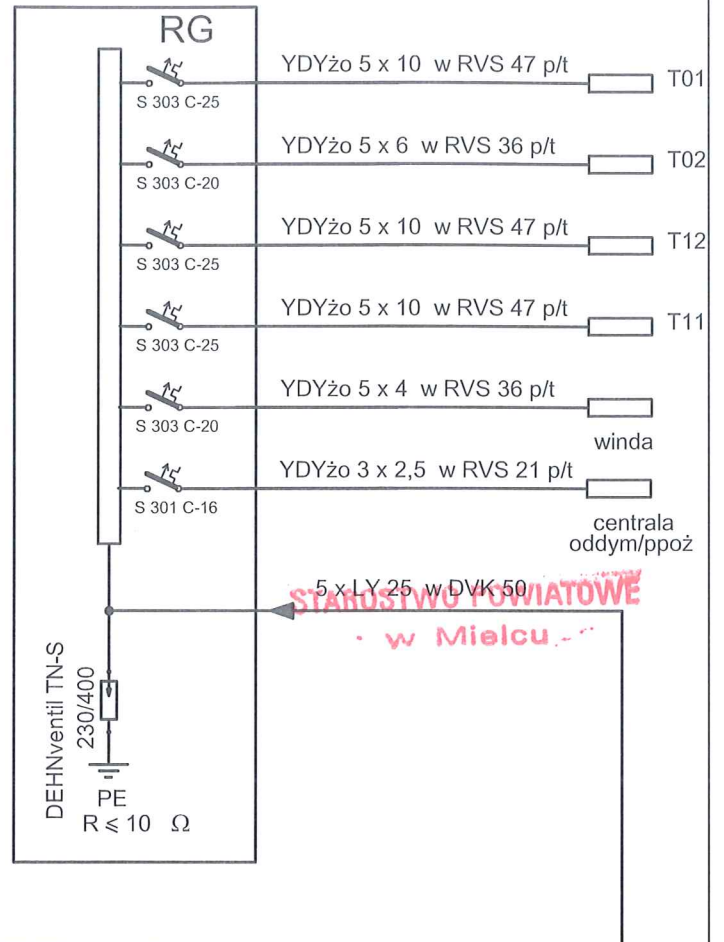 RG
YDYżo 5 x 10 w RVS 47 p/t
T01
S 303 C-25
YDYżo 5 x 6 w RVS 36 p/t
T02
S 303 C-20
YDYżo 5 x 10 w RVS 47 p/t
T12
S 303 C-25
YDYżo 5 x 10 w RVS 47 p/t
T11
S 303 C-25
YDYżo 5 x 4 w RVS 36 p/t
S 303 C-20
winda
YDYżo 3 x 2,5 w RVS 21 p/t
S 301 C-16
centrala
oddym/ppoż
5 x LY 25 w DVK 50
STAROSTWO POWIATOWE
w Mielcu
DEHNventil TN-S
230/400
PE
R ⩽ 10 Ω